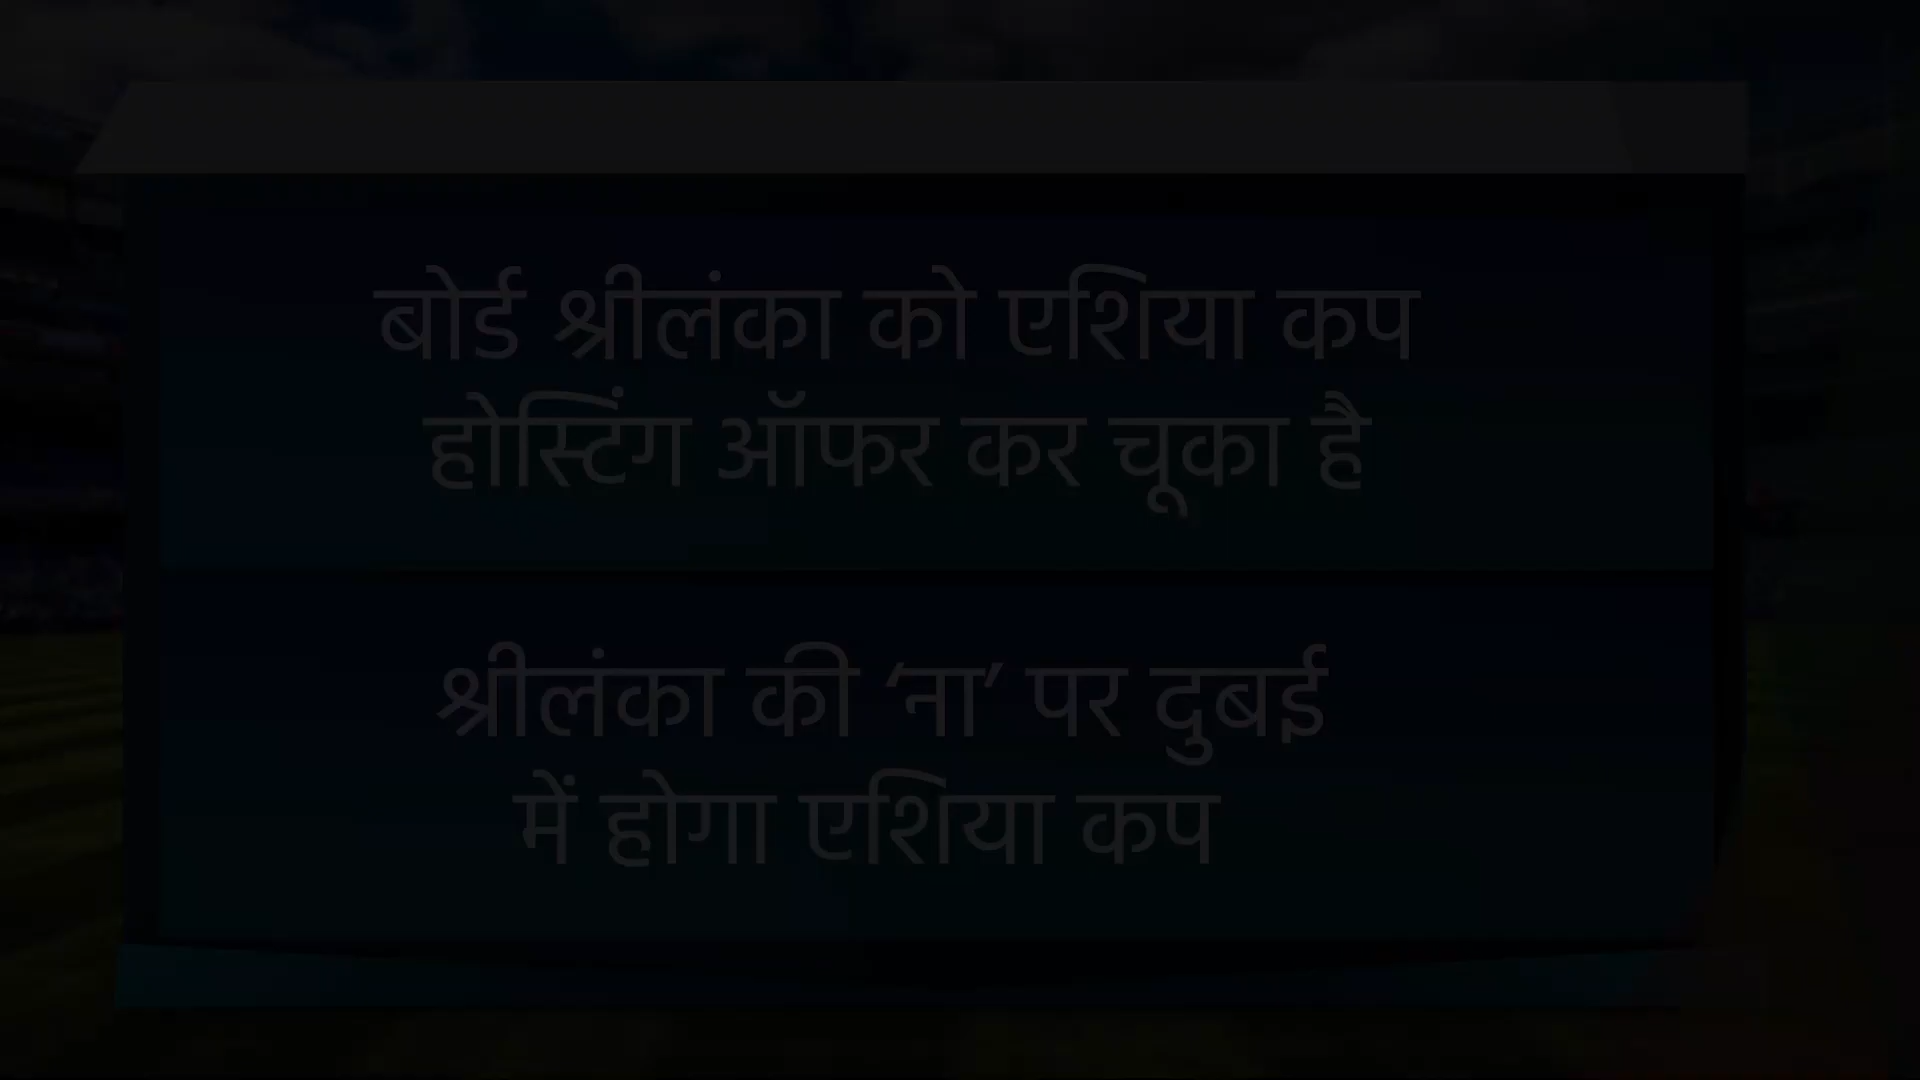 बोर्ड श्रीलंका को एशिया कप
होस्टिंग ऑफर कर चूका है
श्रीलंका की ‘ना’ पर दुबई
में होगा एशिया कप